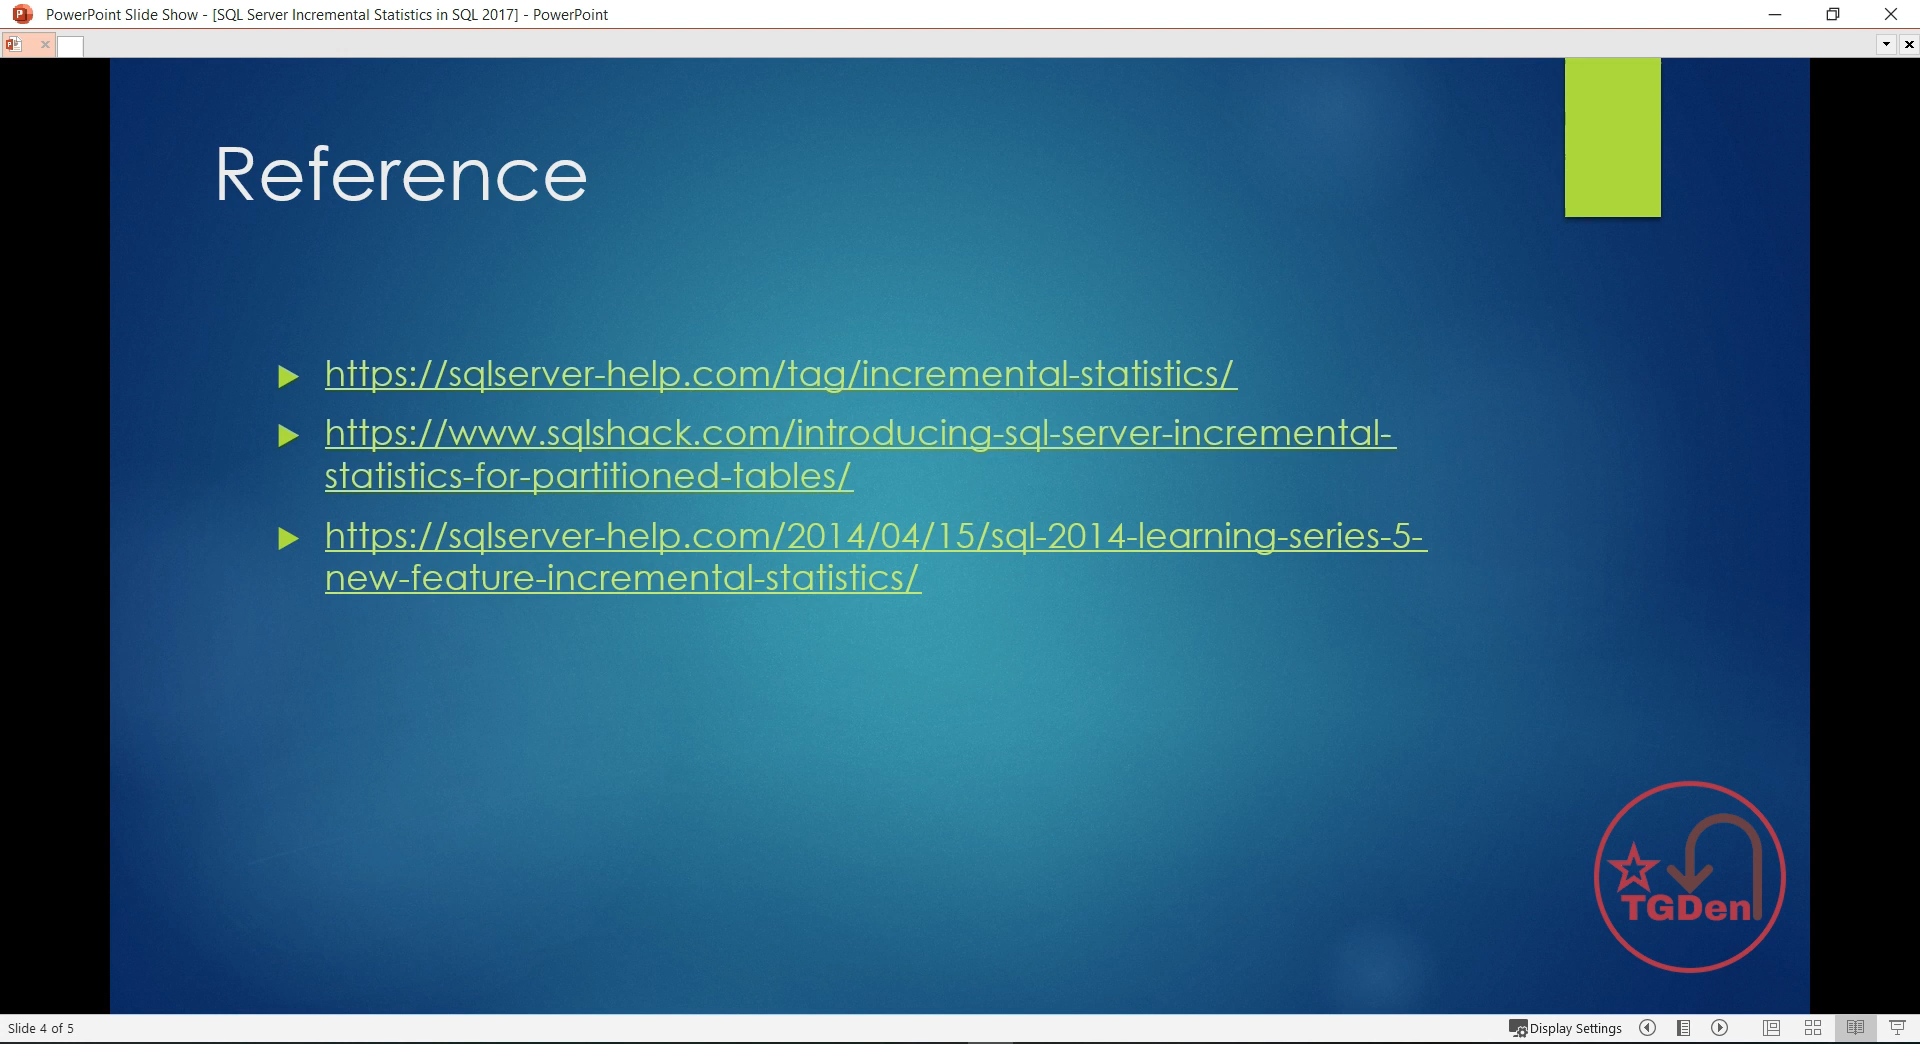 PowerPoint Slide Show - [SQL Server Incremental Statistics in SQL 2017] - PowerPoint
Reference
https://sqlserver-help.com/tag/incremental-statistics/
https://www.sqlshack.com/introducing-sql-server-incremental-
statistics-for-partitioned-tables/
https://sqlserver-help.com/2014/04/15/sql-2014-learning-series-5-
new-feature-incremental-statistics/
TGDen
Slide 4 of 5
Display Settings